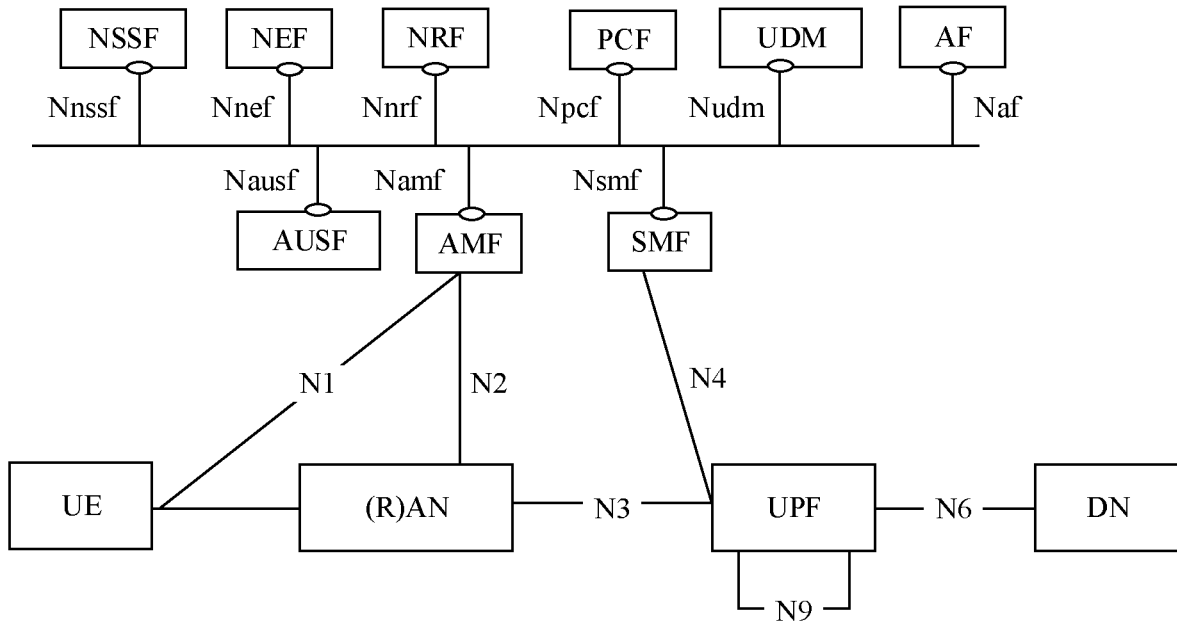 NSSF NEF NRF PCF UDM AF
Nnssf Nnef Nnrf Npcf Nudm Naf
Nausf Namf Nsmf
AUSF AMF SMF
N1 N2 N4
UE (R)AN N3 UPF N6 DN
N9